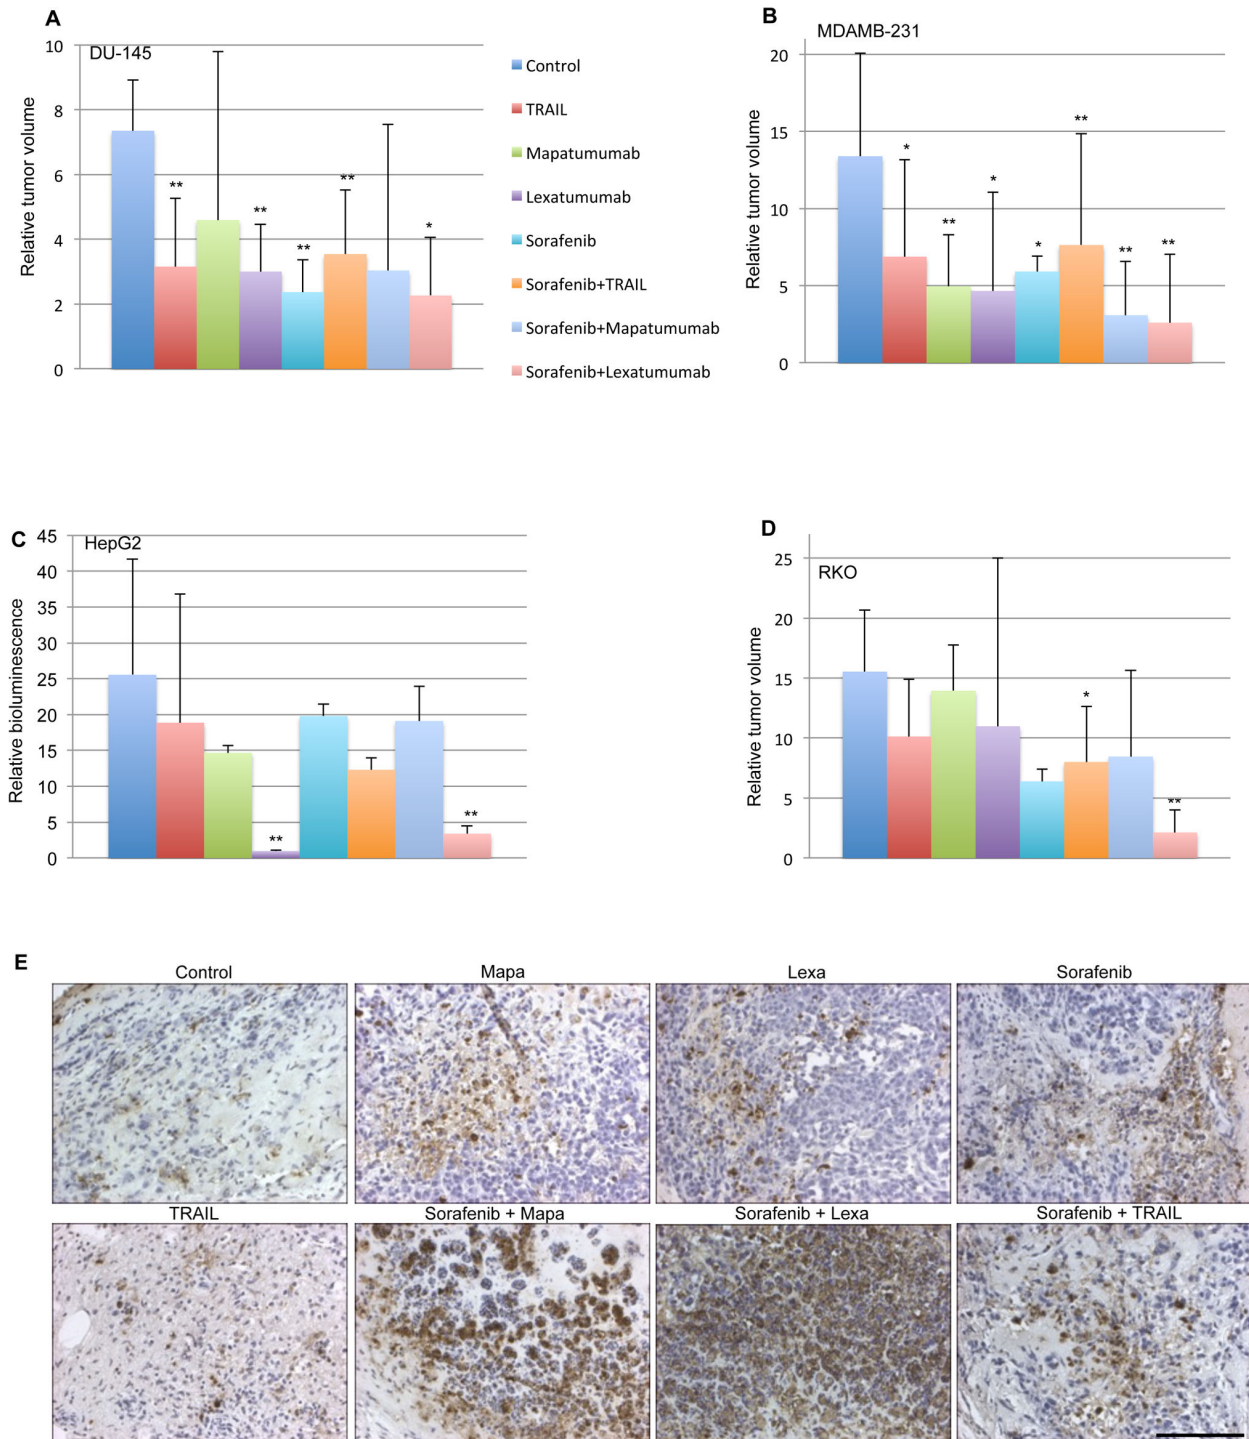 A
DU-145
Relative tumor volume
10
8
6
4
2
0
**
**
**
**
*
Control
TRAIL
Mapatumumab
Lexatumumab
Sorafenib
Sorafenib+TRAIL
Sorafenib+Mapatumumab
Sorafenib+Lexatumumab
B
MDAMB-231
Relative tumor volume
20
15
10
5
0
*
**
*
*
**
**
**
C
HepG2
Relative bioluminescence
45
40
35
30
25
20
15
10
5
0
**
**
D
RKO
Relative tumor volume
25
20
15
10
5
0
*
**
E
Control
Mapa
Lexa
Sorafenib
TRAIL
Sorafenib + Mapa
Sorafenib + Lexa
Sorafenib + TRAIL